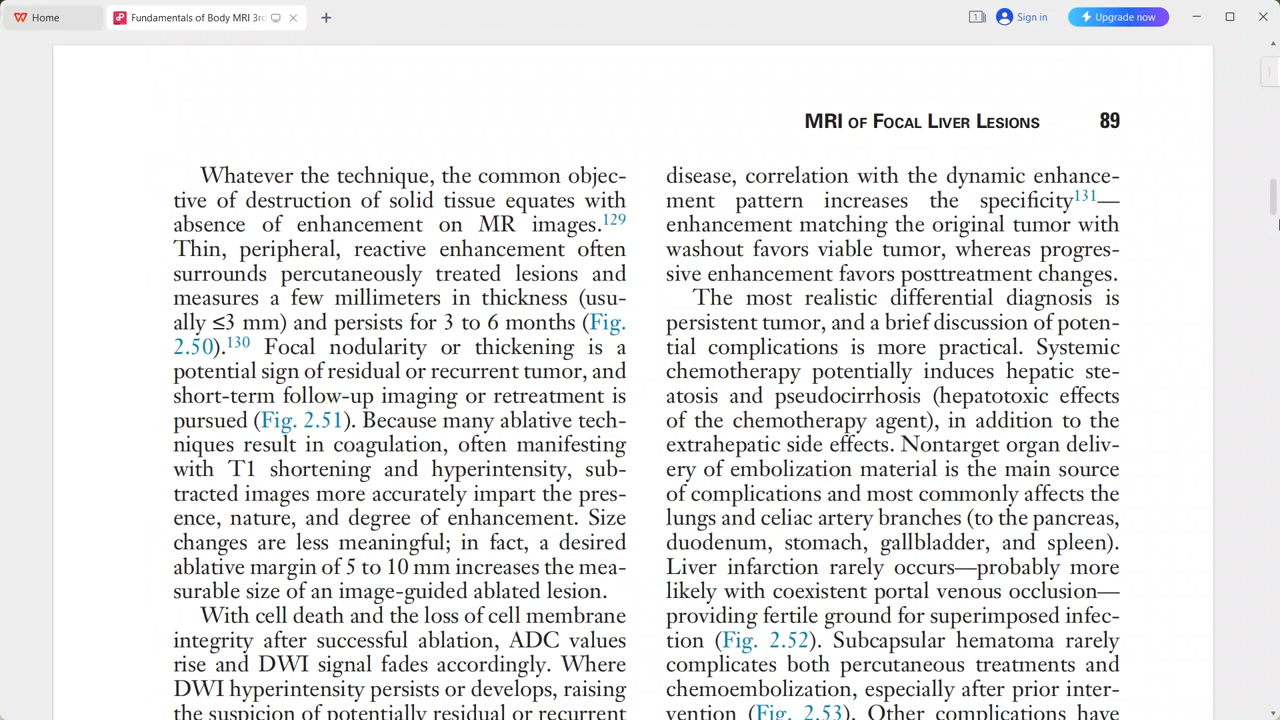 Home
Fundamentals of Body MRI 3rd
Sign in
Upgrade now
MRI OF FOCAL LIVER LESIONS 89
Whatever the technique, the common objec-
tive of destruction of solid tissue equates with
absence of enhancement on MR images.129
Thin, peripheral, reactive enhancement often
surrounds percutaneously treated lesions and
measures a few millimeters in thickness (usu-
ally ≤3 mm) and persists for 3 to 6 months (Fig.
2.50).130 Focal nodularity or thickening is a
potential sign of residual or recurrent tumor, and
short-term follow-up imaging or retreatment is
pursued (Fig. 2.51). Because many ablative tech-
niques result in coagulation, often manifesting
with T1 shortening and hyperintensity, sub-
tracted images more accurately impart the pres-
ence, nature, and degree of enhancement. Size
changes are less meaningful; in fact, a desired
ablative margin of 5 to 10 mm increases the mea-
surable size of an image-guided ablated lesion.
With cell death and the loss of cell membrane
integrity after successful ablation, ADC values
rise and DWI signal fades accordingly. Where
DWI hyperintensity persists or develops, raising
the suspicion of potentially residual or recurrent
disease, correlation with the dynamic enhance-
ment pattern increases the specificity131—
enhancement matching the original tumor with
washout favors viable tumor, whereas progres-
sive enhancement favors posttreatment changes.
The most realistic differential diagnosis is
persistent tumor, and a brief discussion of poten-
tial complications is more practical. Systemic
chemotherapy potentially induces hepatic ste-
atosis and pseudocirrhosis (hepatotoxic effects
of the chemotherapy agent), in addition to the
extrahepatic side effects. Nontarget organ deliv-
ery of embolization material is the main source
of complications and most commonly affects the
lungs and celiac artery branches (to the pancreas,
duodenum, stomach, gallbladder, and spleen).
Liver infarction rarely occurs—probably more
likely with coexistent portal venous occlusion—
providing fertile ground for superimposed infec-
tion (Fig. 2.52). Subcapsular hematoma rarely
complicates both percutaneous treatments and
chemoembolization, especially after prior inter-
vention (Fig. 2.53). Other complications have